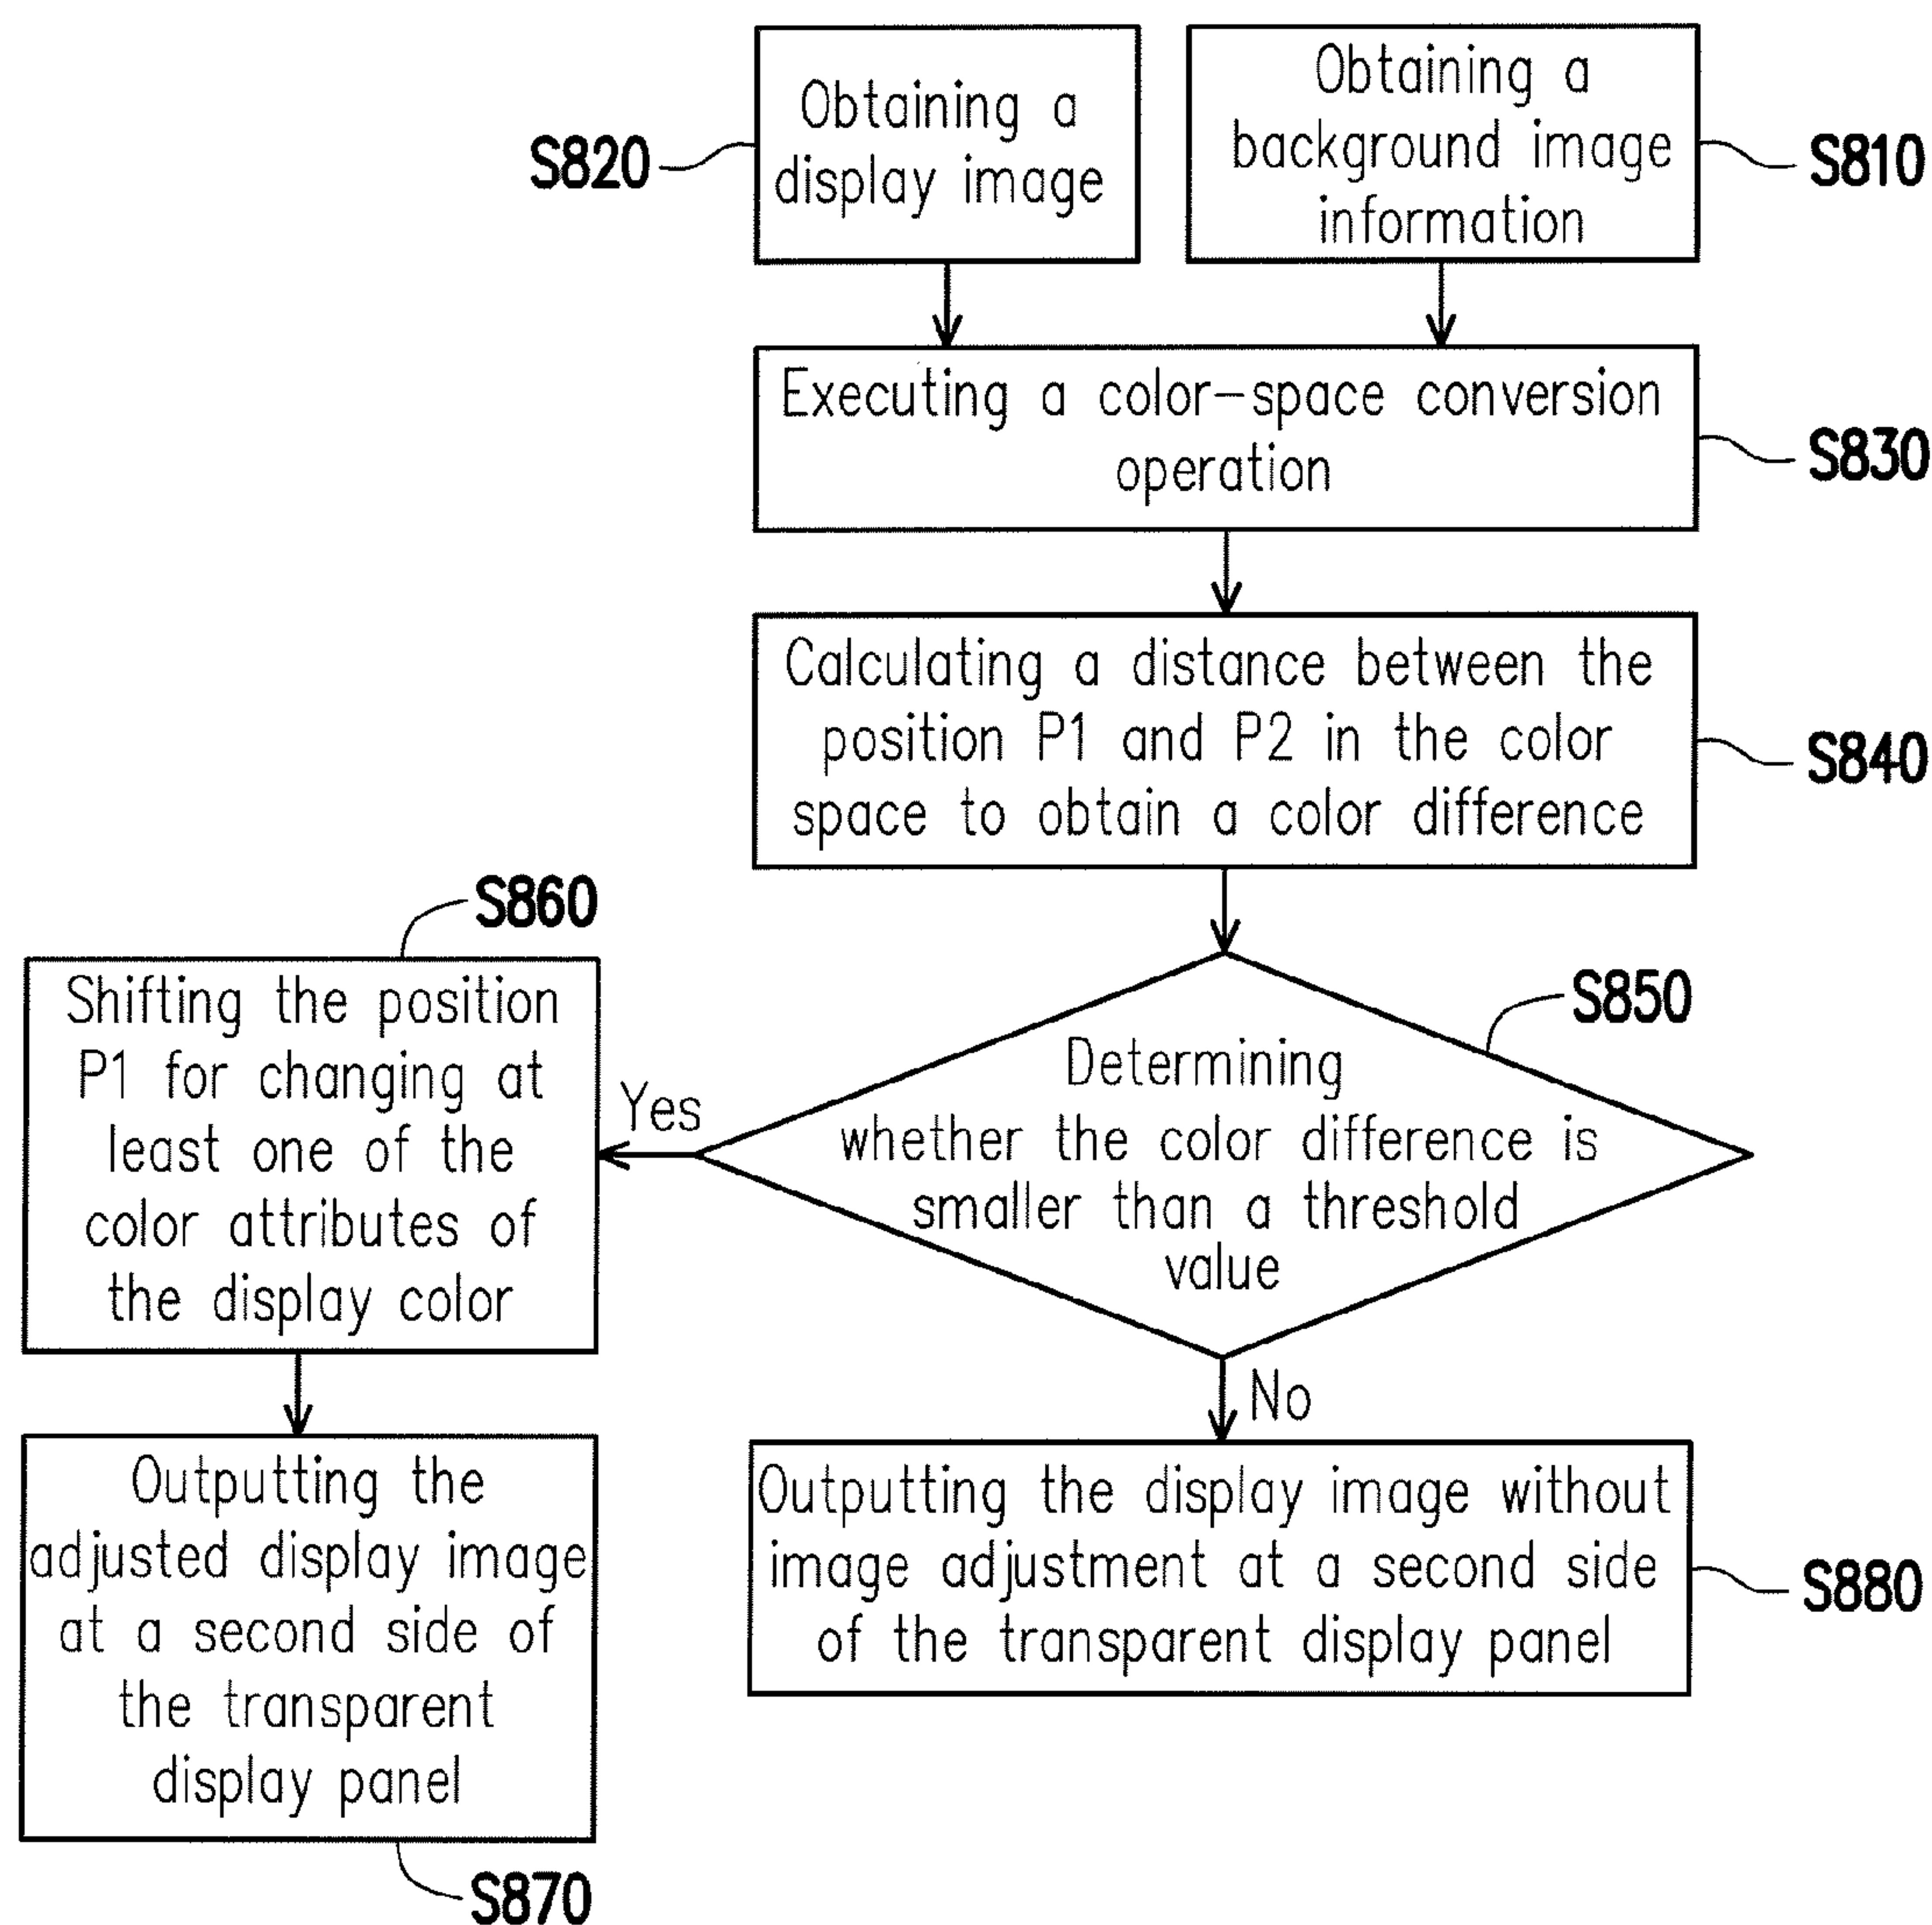 Obtaining a
display image
S820
Obtaining a
background image
information
S810
Executing a color-space conversion
operation
S830
Calculating a distance between the
position P1 and P2 in the color
space to obtain a color difference
S840
Determining
whether the color difference is
smaller than a threshold
value
S850
Yes
No
S860
Shifting the position
P1 for changing at
least one of the
color attributes of
the display color
Outputting the
adjusted display image
at a second side of
the transparent
display panel
S870
Outputting the display image without
image adjustment at a second side
of the transparent display panel
S880